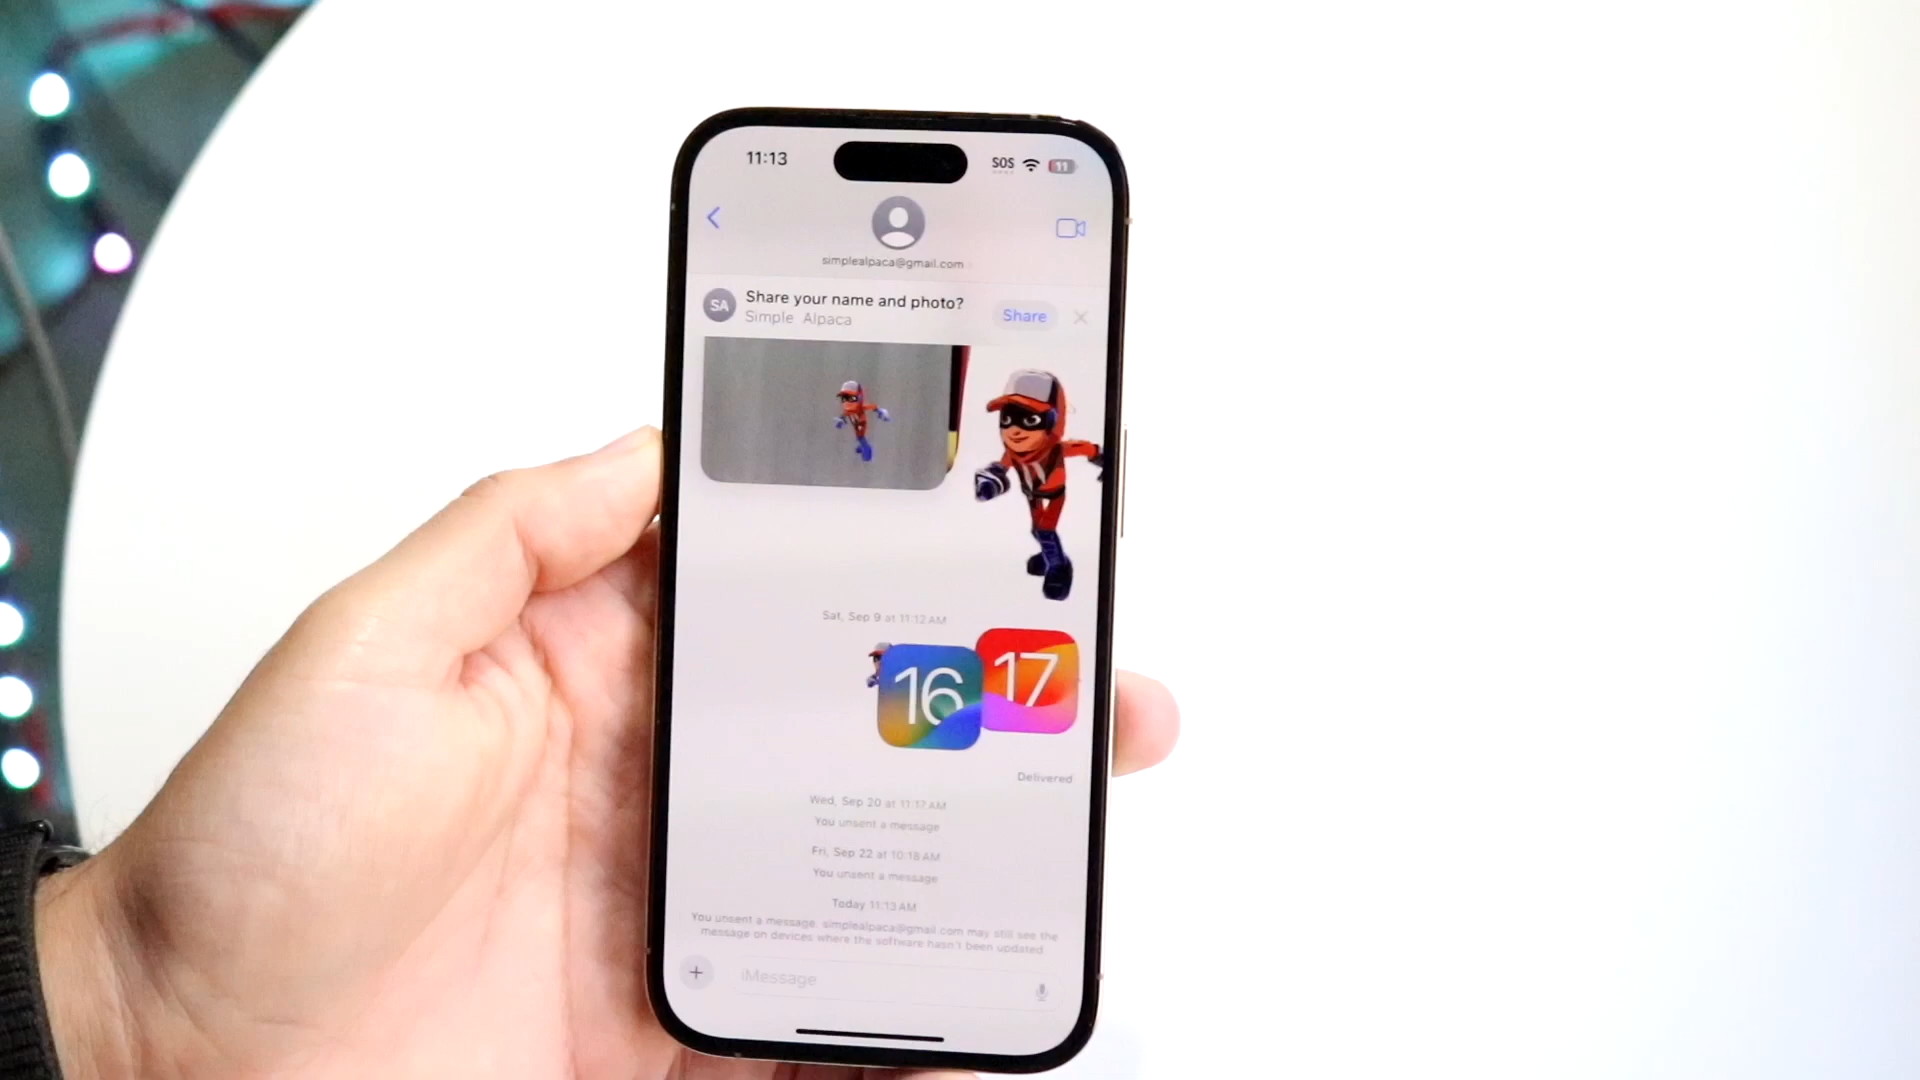 11:13
SOS
11
simplealpaca@gmail.com
SA
Share your name and photo?
Simple Alpaca
Share
Sat, Sep 9 at 11:12 AM
16
17
Delivered
Wed, Sep 20 at 11:17 AM
You unsent a message
Fri, Sep 22 at 10:18 AM
You unsent a message
Today 11:13 AM
You unsent a message. simplealpaca@gmail.com may still see the
message on devices where the software hasn't been updated.
iMessage